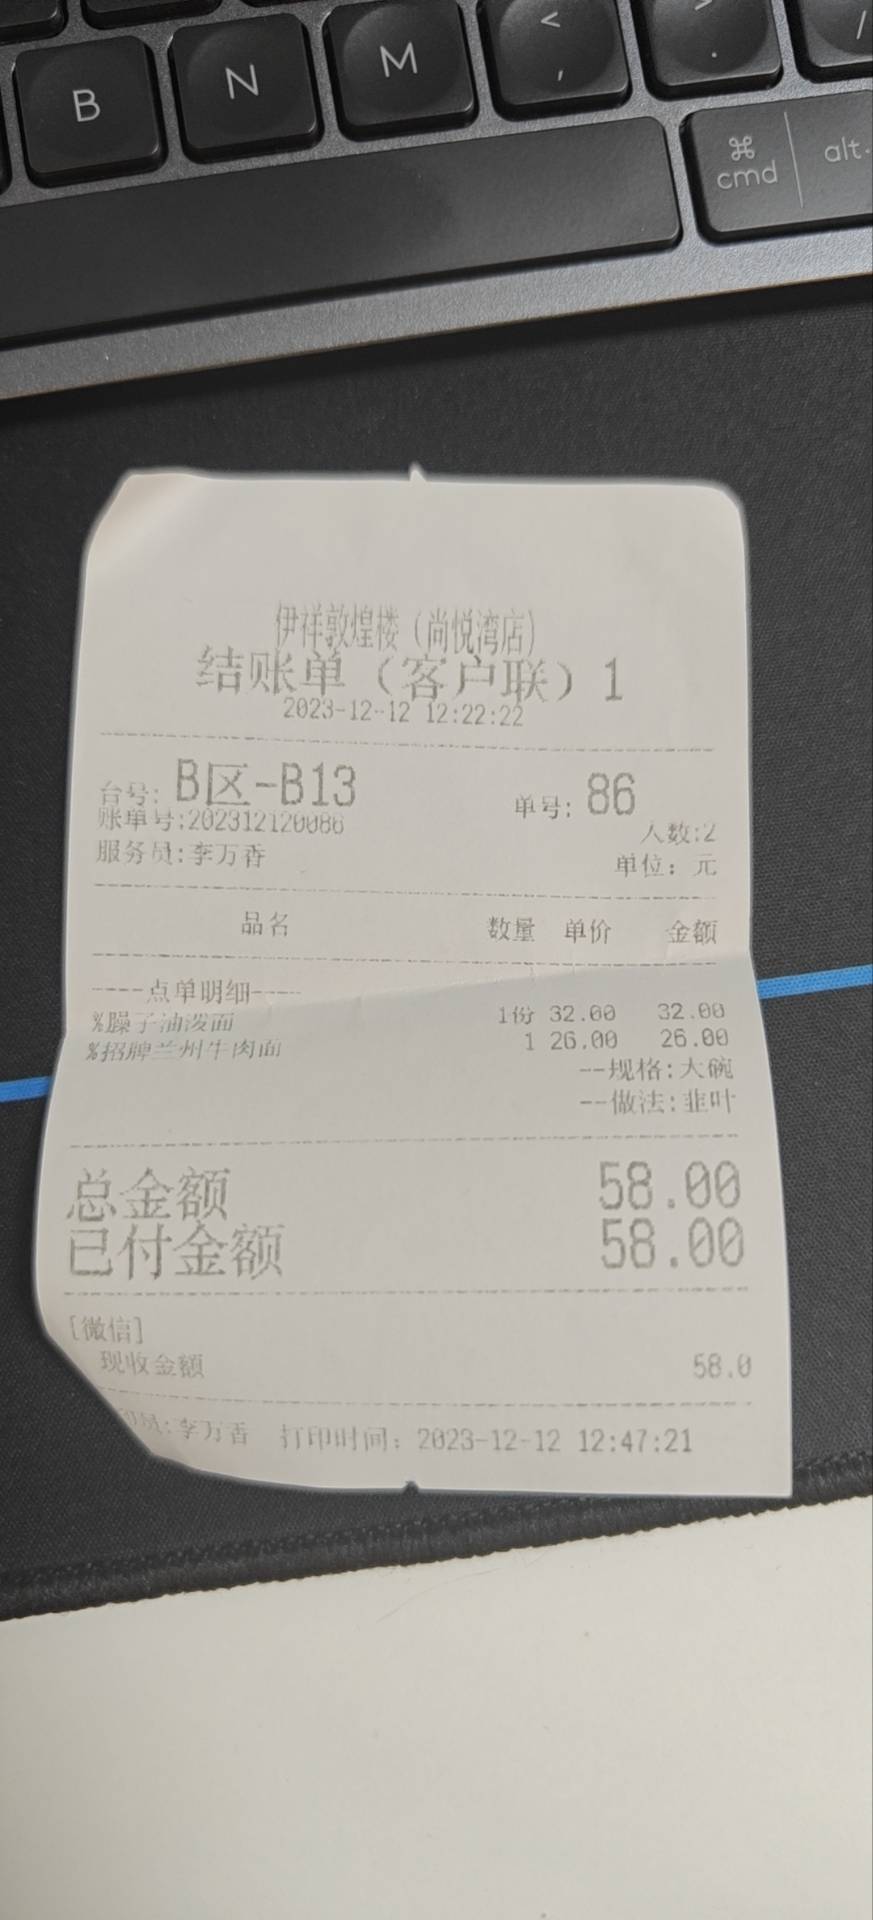 B
N
M
<
,
>
.
/
⌘
cmd
alt
伊祥敦煌楼（尚悦湾店）
结账单（客户联）1
2023-12-12 12:22:22
台号: B区-B13 单号: 86
账单号:202312120086 人数:2
服务员:李万香 单位: 元
品名 数量 单价 金额
----点单明细----
%臊子油泼面 1份 32.00 32.00
%招牌兰州牛肉面 1 26.00 26.00
--规格:大碗
--做法:韭叶
总金额 58.00
已付金额 58.00
[微信]
现收金额 58.0
员:李万香 打印时间: 2023-12-12 12:47:21